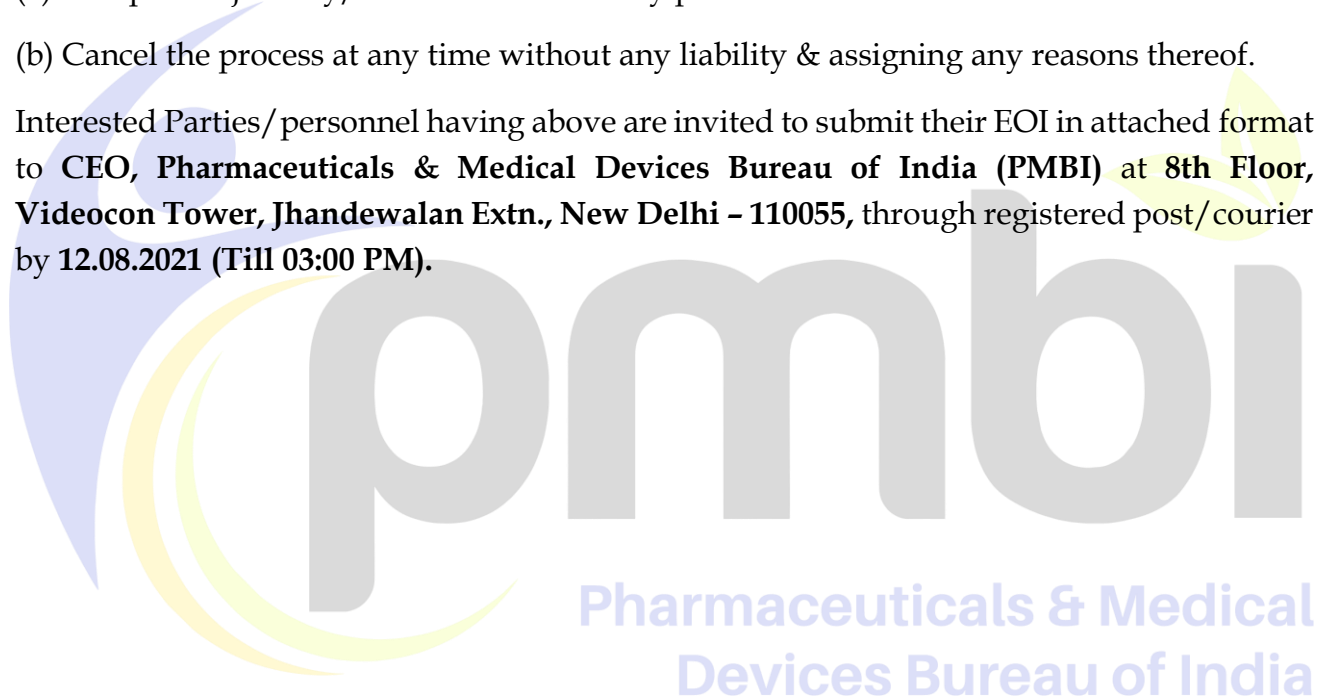 (b) Cancel the process at any time without any liability & assigning any reasons thereof.
Interested Parties/personnel having above are invited to submit their EOI in attached format
to CEO, Pharmaceuticals & Medical Devices Bureau of India (PMBI) at 8th Floor,
Videocon Tower, Jhandewalan Extn., New Delhi – 110055, through registered post/courier
by 12.08.2021 (Till 03:00 PM).
pmbi
Pharmaceuticals & Medical
Devices Bureau of India